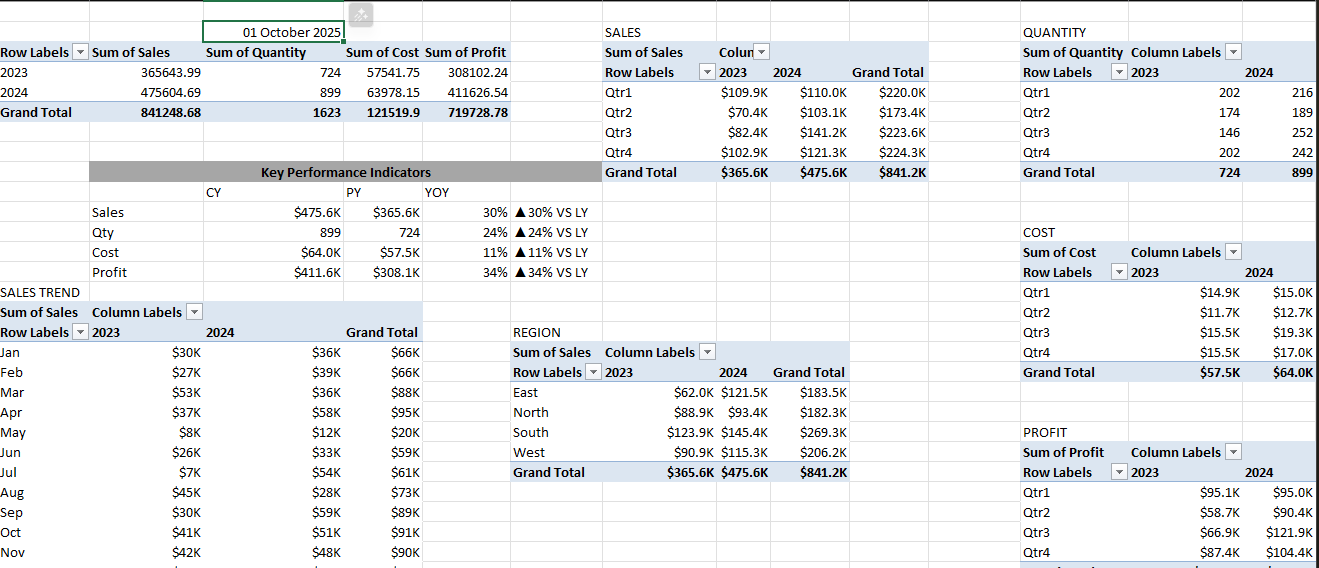 01 October 2025 SALES QUANTITY
Row Labels Sum of Sales Sum of Quantity Sum of Cost Sum of Profit Sum of Sales Colun Sum of Quantity Column Labels
2023 365643.99 724 57541.75 308102.24 Row Labels 2023 2024 Grand Total Row Labels 2023 2024
2024 475604.69 899 63978.15 411626.54 Qtr1 $109.9K $110.0K $220.0K Qtr1 202 216
Grand Total 841248.68 1623 121519.9 719728.78 Qtr2 $70.4K $103.1K $173.4K Qtr2 174 189
Qtr3 $82.4K $141.2K $223.6K Qtr3 146 252
Qtr4 $102.9K $121.3K $224.3K Qtr4 202 242
Key Performance Indicators Grand Total $365.6K $475.6K $841.2K Grand Total 724 899
CY PY YOY
Sales $475.6K $365.6K 30% ▲30% VS LY
Qty 899 724 24% ▲24% VS LY COST
Cost $64.0K $57.5K 11% ▲11% VS LY Sum of Cost Column Labels
Profit $411.6K $308.1K 34% ▲34% VS LY Row Labels 2023 2024
SALES TREND Qtr1 $14.9K $15.0K
Sum of Sales Column Labels Qtr2 $11.7K $12.7K
Row Labels 2023 2024 Grand Total REGION Qtr3 $15.5K $19.3K
Jan $30K $36K $66K Sum of Sales Column Labels Qtr4 $15.5K $17.0K
Feb $27K $39K $66K Row Labels 2023 2024 Grand Total Grand Total $57.5K $64.0K
Mar $53K $36K $88K East $62.0K $121.5K $183.5K
Apr $37K $58K $95K North $88.9K $93.4K $182.3K
May $8K $12K $20K South $123.9K $145.4K $269.3K PROFIT
Jun $26K $33K $59K West $90.9K $115.3K $206.2K Sum of Profit Column Labels
Jul $7K $54K $61K Grand Total $365.6K $475.6K $841.2K Row Labels 2023 2024
Aug $45K $28K $73K Qtr1 $95.1K $95.0K
Sep $30K $59K $89K Qtr2 $58.7K $90.4K
Oct $41K $51K $91K Qtr3 $66.9K $121.9K
Nov $42K $48K $90K Qtr4 $87.4K $104.4K